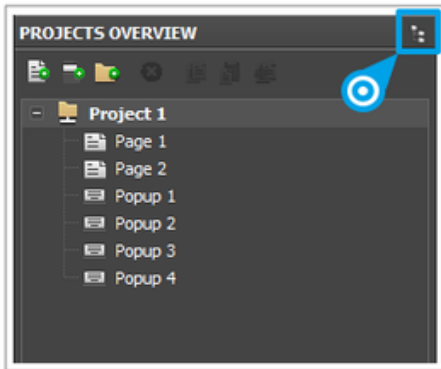 PROJECTS OVERVIEW
Project 1
Page 1
Page 2
Popup 1
Popup 2
Popup 3
Popup 4